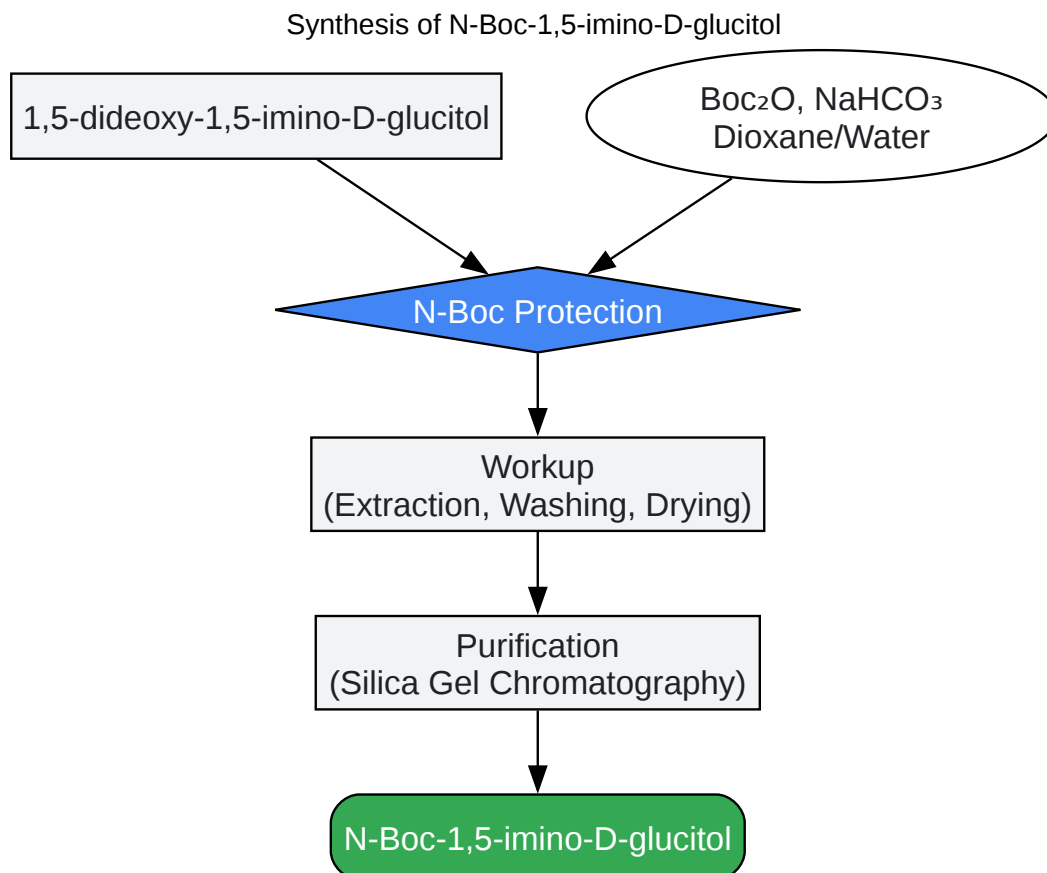 Synthesis of N-Boc-1,5-imino-D-glucitol
1,5-dideoxy-1,5-imino-D-glucitol
Boc₂O, NaHCO₃
Dioxane/Water
N-Boc Protection
Workup
(Extraction, Washing, Drying)
Purification
(Silica Gel Chromatography)
N-Boc-1,5-imino-D-glucitol